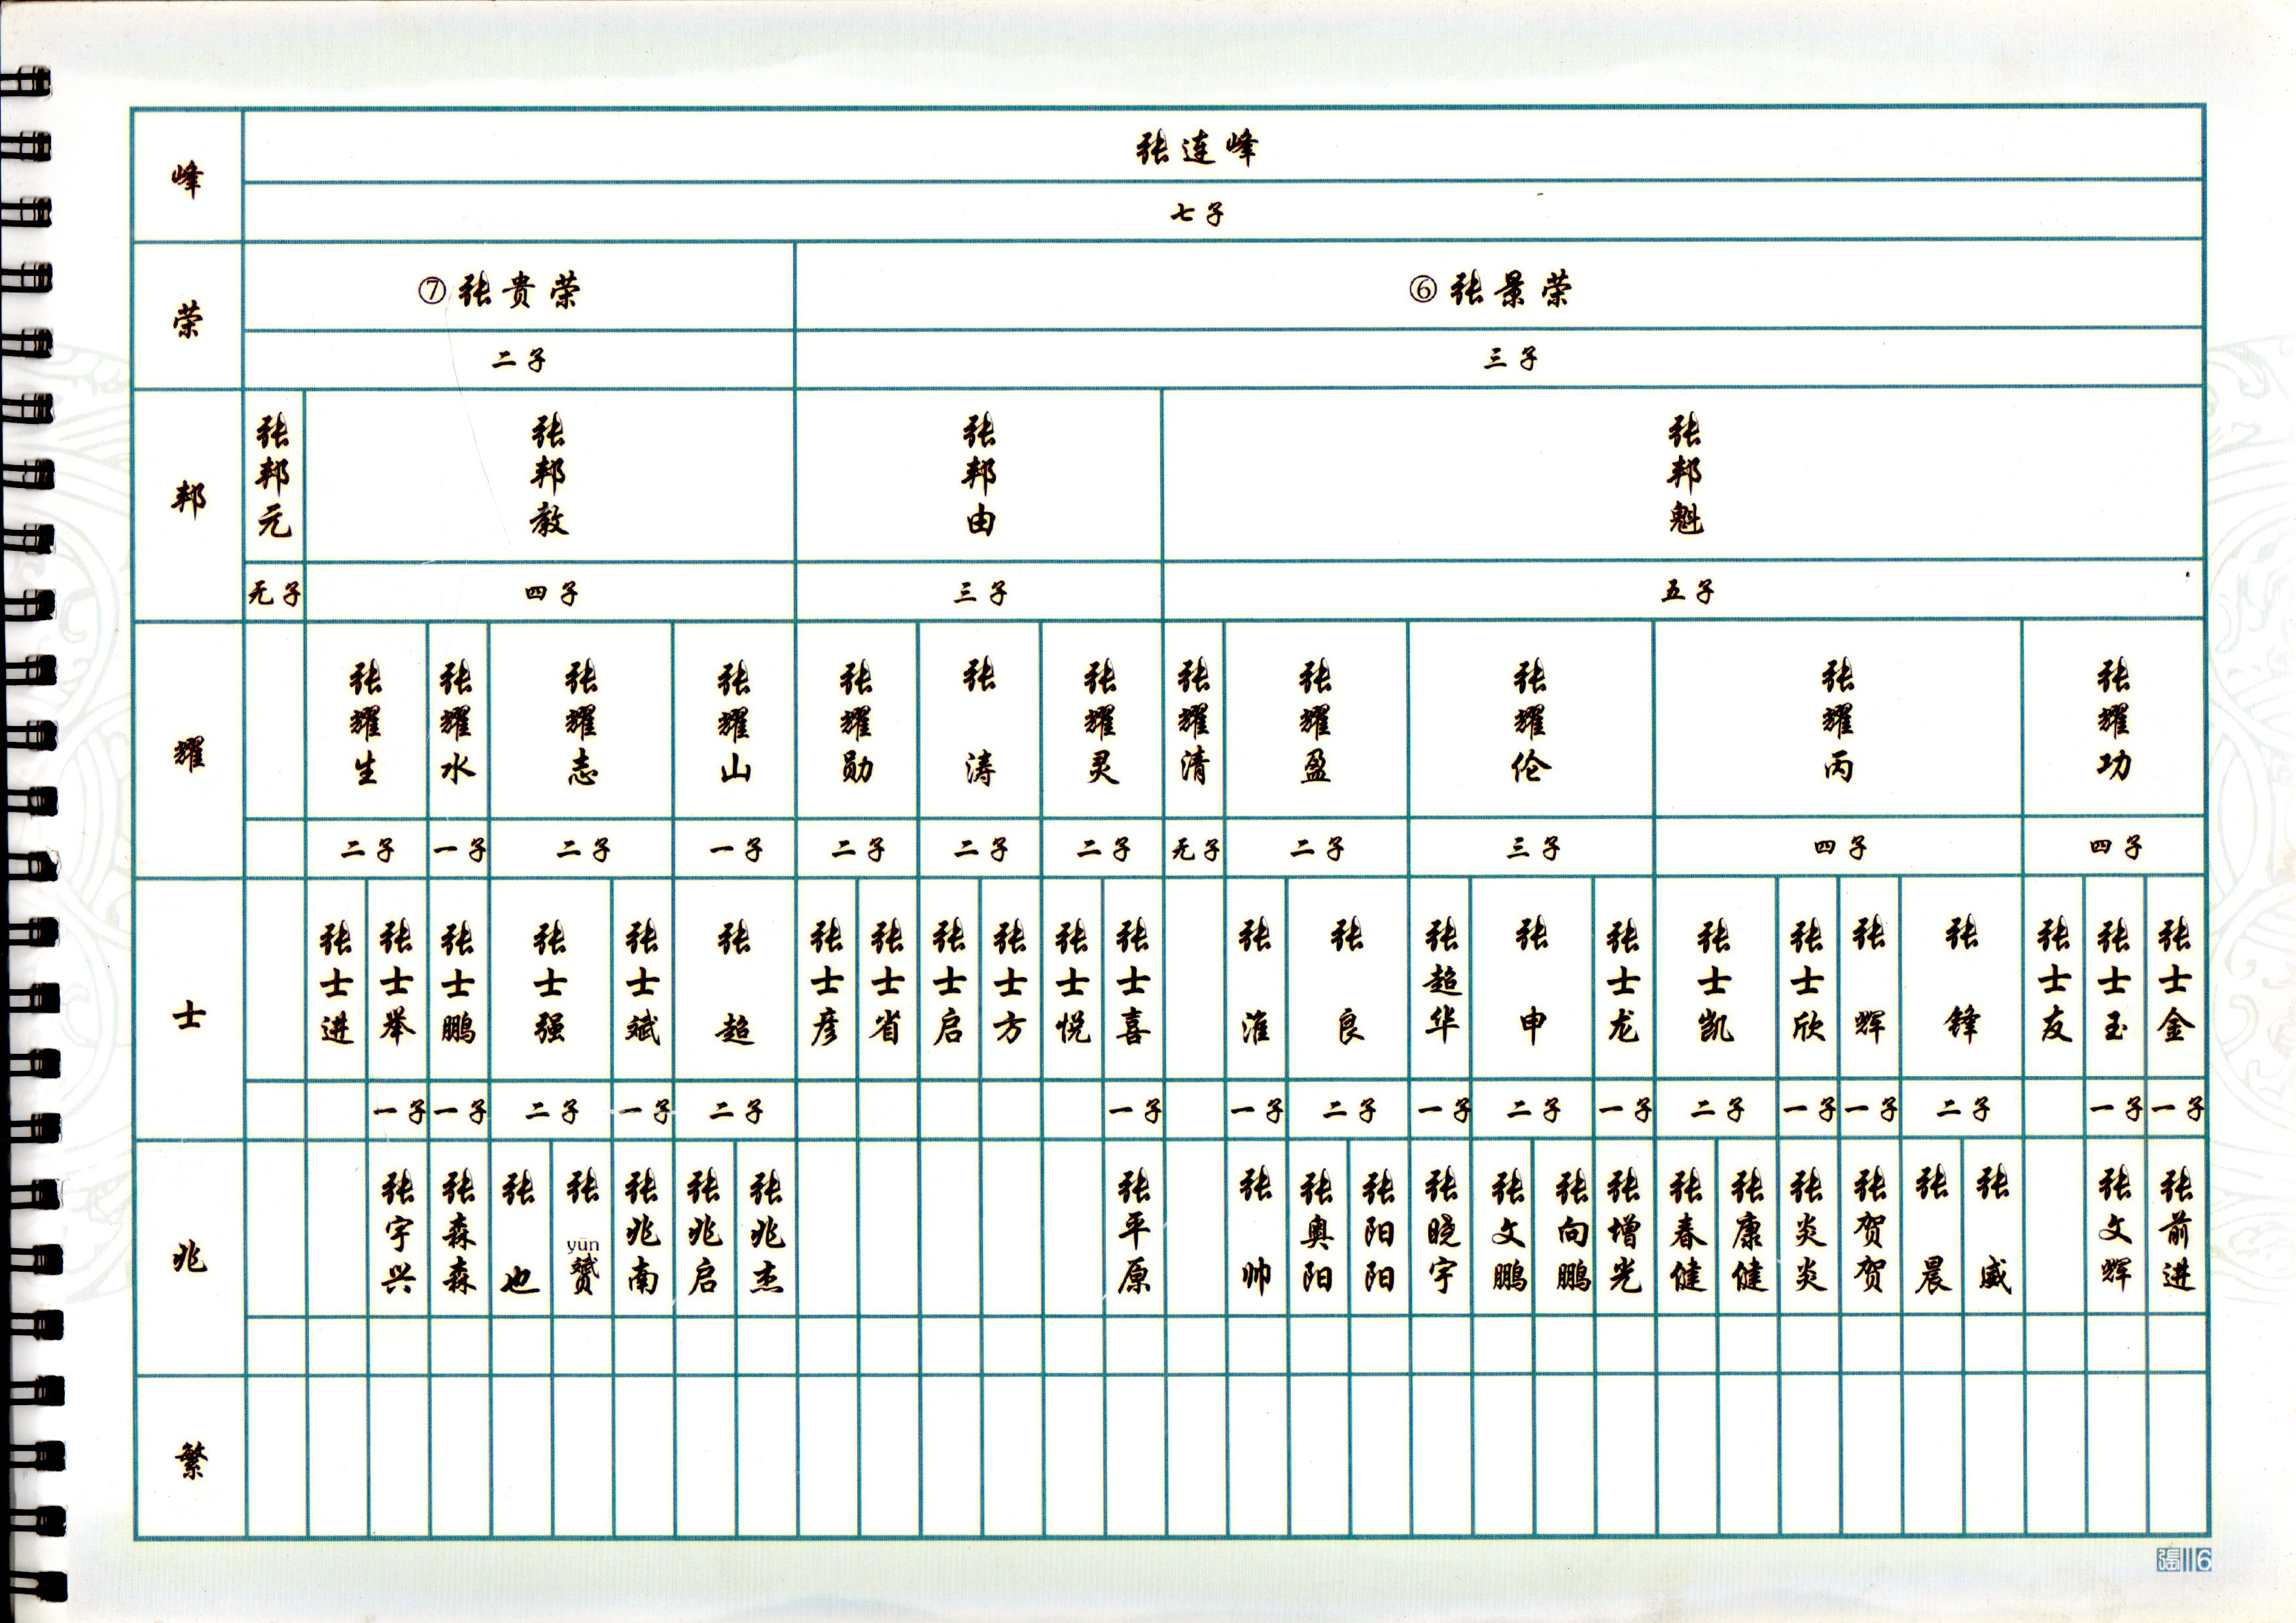 峰 张连峰
七子
荣 ⑦张贵荣 ⑥张景荣
二子 三子
邦 张邦元 张邦教 张邦由 张邦魁
无子 四子 三子 五子
耀 张耀生 张耀水 张耀志 张耀山 张耀勋 张涛 张耀灵 张耀清 张耀盈 张耀伦 张耀丙 张耀功
二子 一子 二子 一子 二子 二子 二子 无子 二子 三子 四子 四子
士 张士进 张士举 张士鹏 张士强 张士斌 张超 张士彦 张士省 张士启 张士方 张士悦 张士喜 张淮 张良 张超华 张申 张士龙 张士凯 张士欣 张辉 张锋 张士友 张士玉 张士金
一子 一子 二子 一子 二子 一子 一子 二子 一子 二子 一子 二子 一子 一子 二子 一子 一子
兆 张宇兴 张森森 张也 张yūn赟 张兆南 张兆启 张兆杰 张平原 张帅 张奥阳 张阳阳 张晓宇 张文鹏 张向鹏 张增光 张春健 张康健 张炎炎 张贺贺 张晨 张威 张文辉 张前进
繁
張116